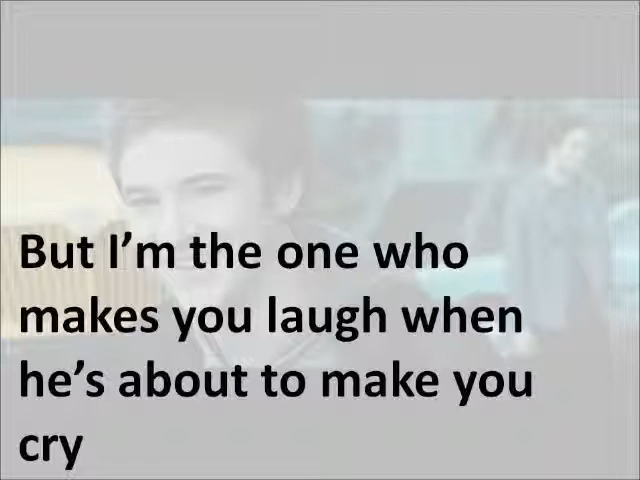 But I’m the one who
makes you laugh when
he’s about to make you
cry